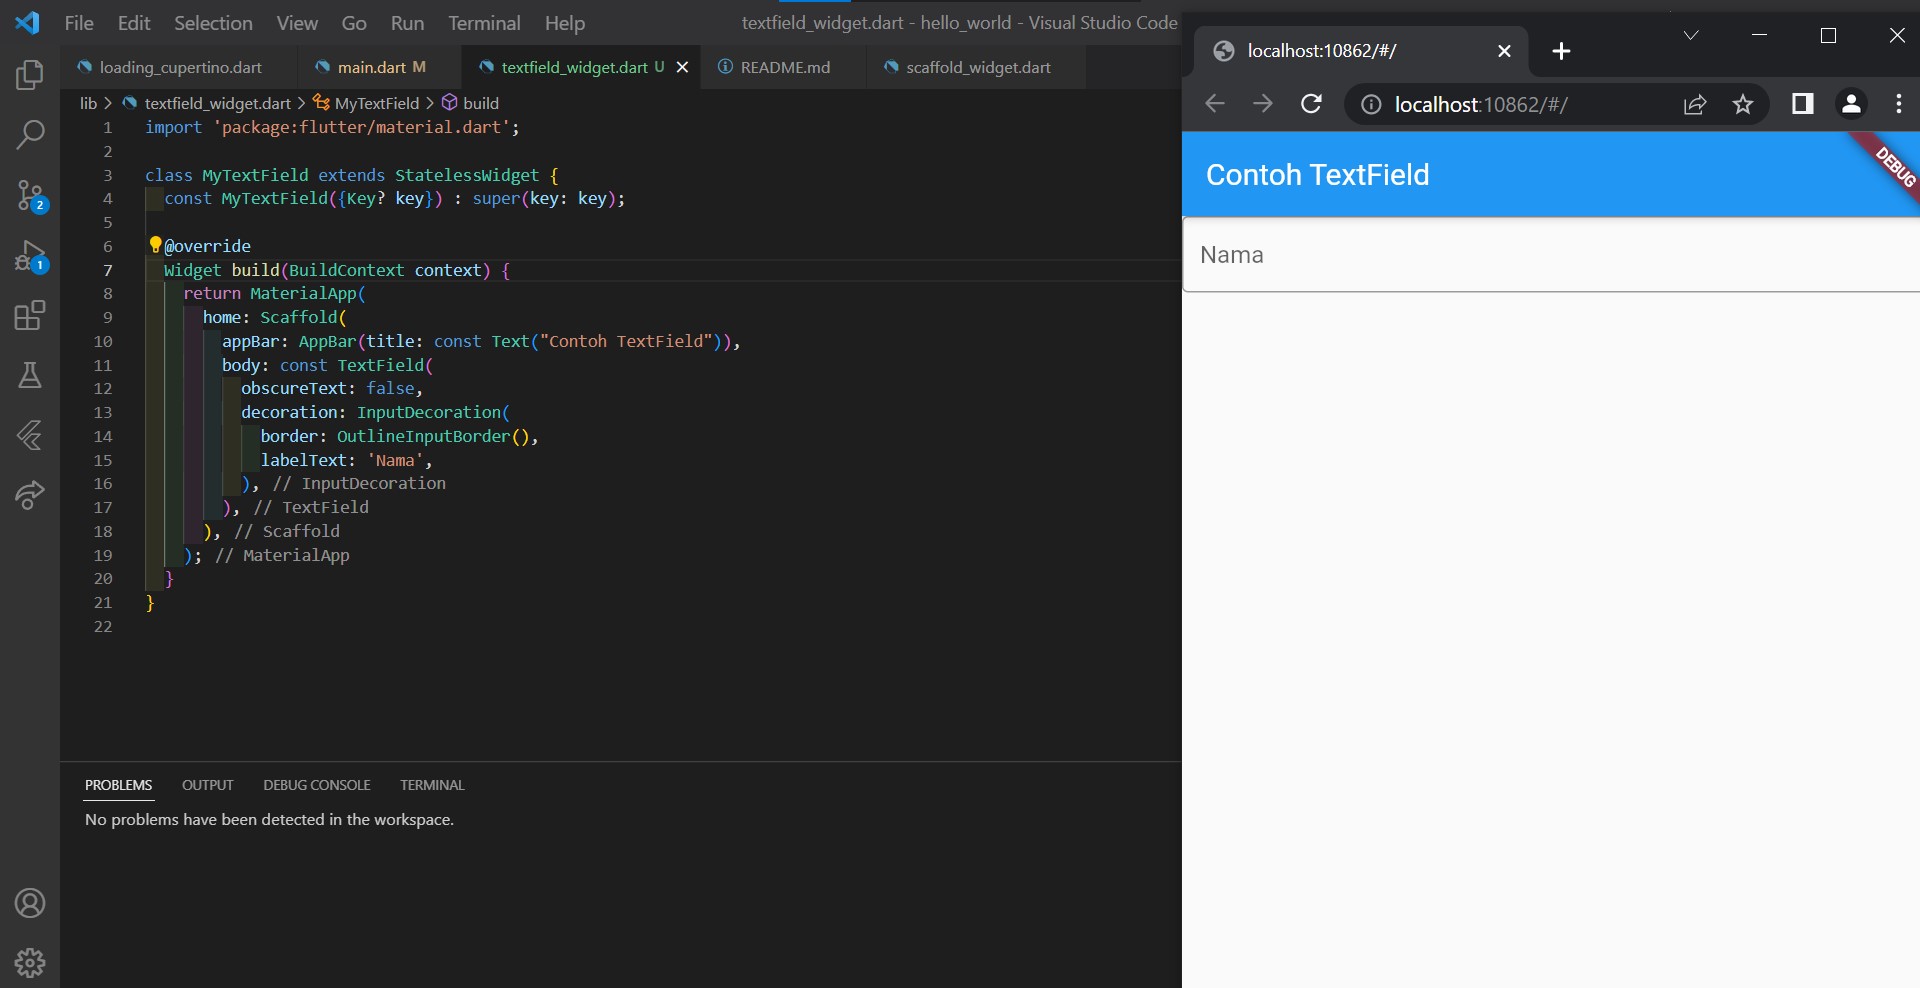 File Edit Selection View Go Run Terminal Help
textfield_widget.dart - hello_world - Visual Studio Code
loading_cupertino.dart main.dart M textfield_widget.dart U README.md scaffold_widget.dart
lib > textfield_widget.dart > MyTextField > build
1 import 'package:flutter/material.dart';
2
3 class MyTextField extends StatelessWidget {
4 const MyTextField({Key? key}) : super(key: key);
5
6 @override
7 Widget build(BuildContext context) {
8 return MaterialApp(
9 home: Scaffold(
10 appBar: AppBar(title: const Text("Contoh TextField")),
11 body: const TextField(
12 obscureText: false,
13 decoration: InputDecoration(
14 border: OutlineInputBorder(),
15 labelText: 'Nama',
16 ), // InputDecoration
17 ), // TextField
18 ), // Scaffold
19 ); // MaterialApp
20 }
21 }
22
2
1
PROBLEMS OUTPUT DEBUG CONSOLE TERMINAL
No problems have been detected in the workspace.
localhost:10862/#/
localhost:10862/#/
Contoh TextField
DEBUG
Nama